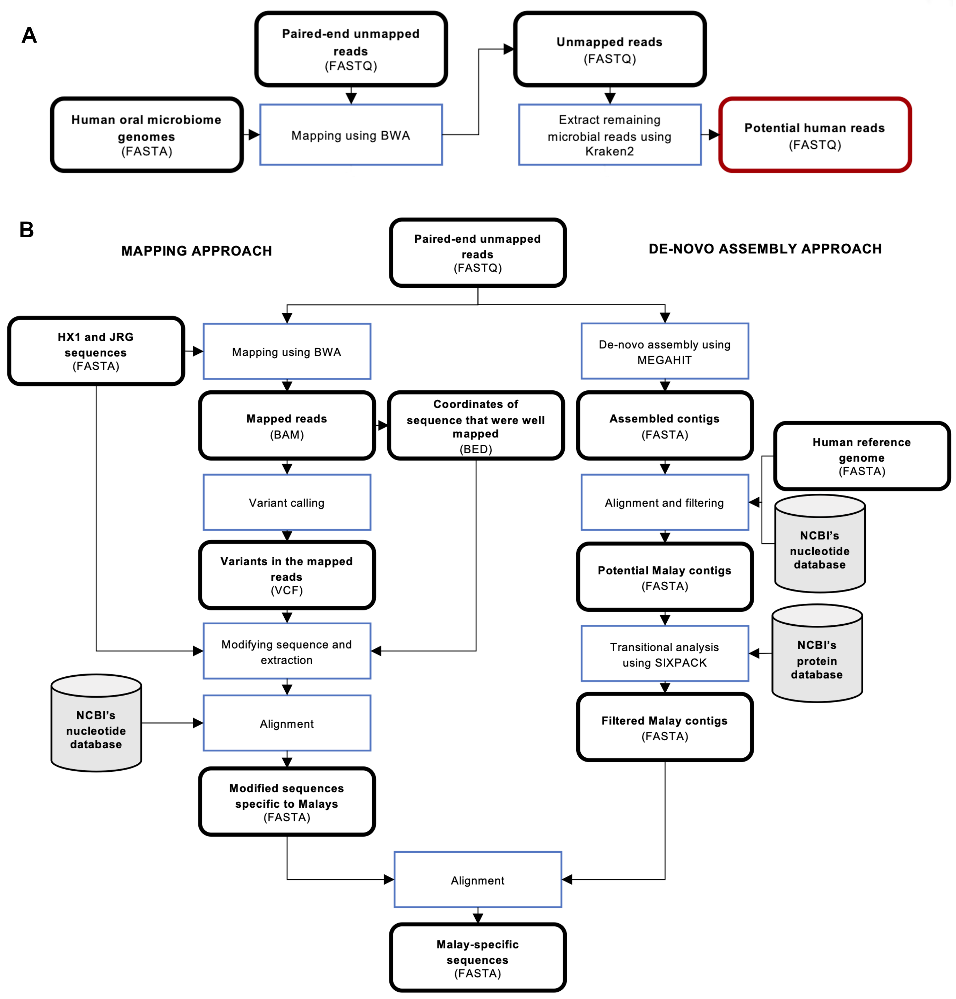 A
Paired-end unmapped
reads
(FASTQ)
Unmapped reads
(FASTQ)
Human oral microbiome
genomes
(FASTA)
Mapping using BWA
Extract remaining
microbial reads using
Kraken2
Potential human reads
(FASTQ)
B
MAPPING APPROACH
Paired-end unmapped
reads
(FASTQ)
DE-NOVO ASSEMBLY APPROACH
HX1 and JRG
sequences
(FASTA)
Mapping using BWA
De-novo assembly using
MEGAHIT
Mapped reads
(BAM)
Coordinates of
sequence that were well
mapped
(BED)
Assembled contigs
(FASTA)
Human reference
genome
(FASTA)
Variant calling
Alignment and filtering
NCBI's
nucleotide
database
Variants in the mapped
reads
(VCF)
Potential Malay contigs
(FASTA)
Modifying sequence and
extraction
Transitional analysis
using SIXPACK
NCBI's
protein
database
NCBI's
nucleotide
database
Alignment
Filtered Malay contigs
(FASTA)
Modified sequences
specific to Malays
(FASTA)
Alignment
Malay-specific
sequences
(FASTA)